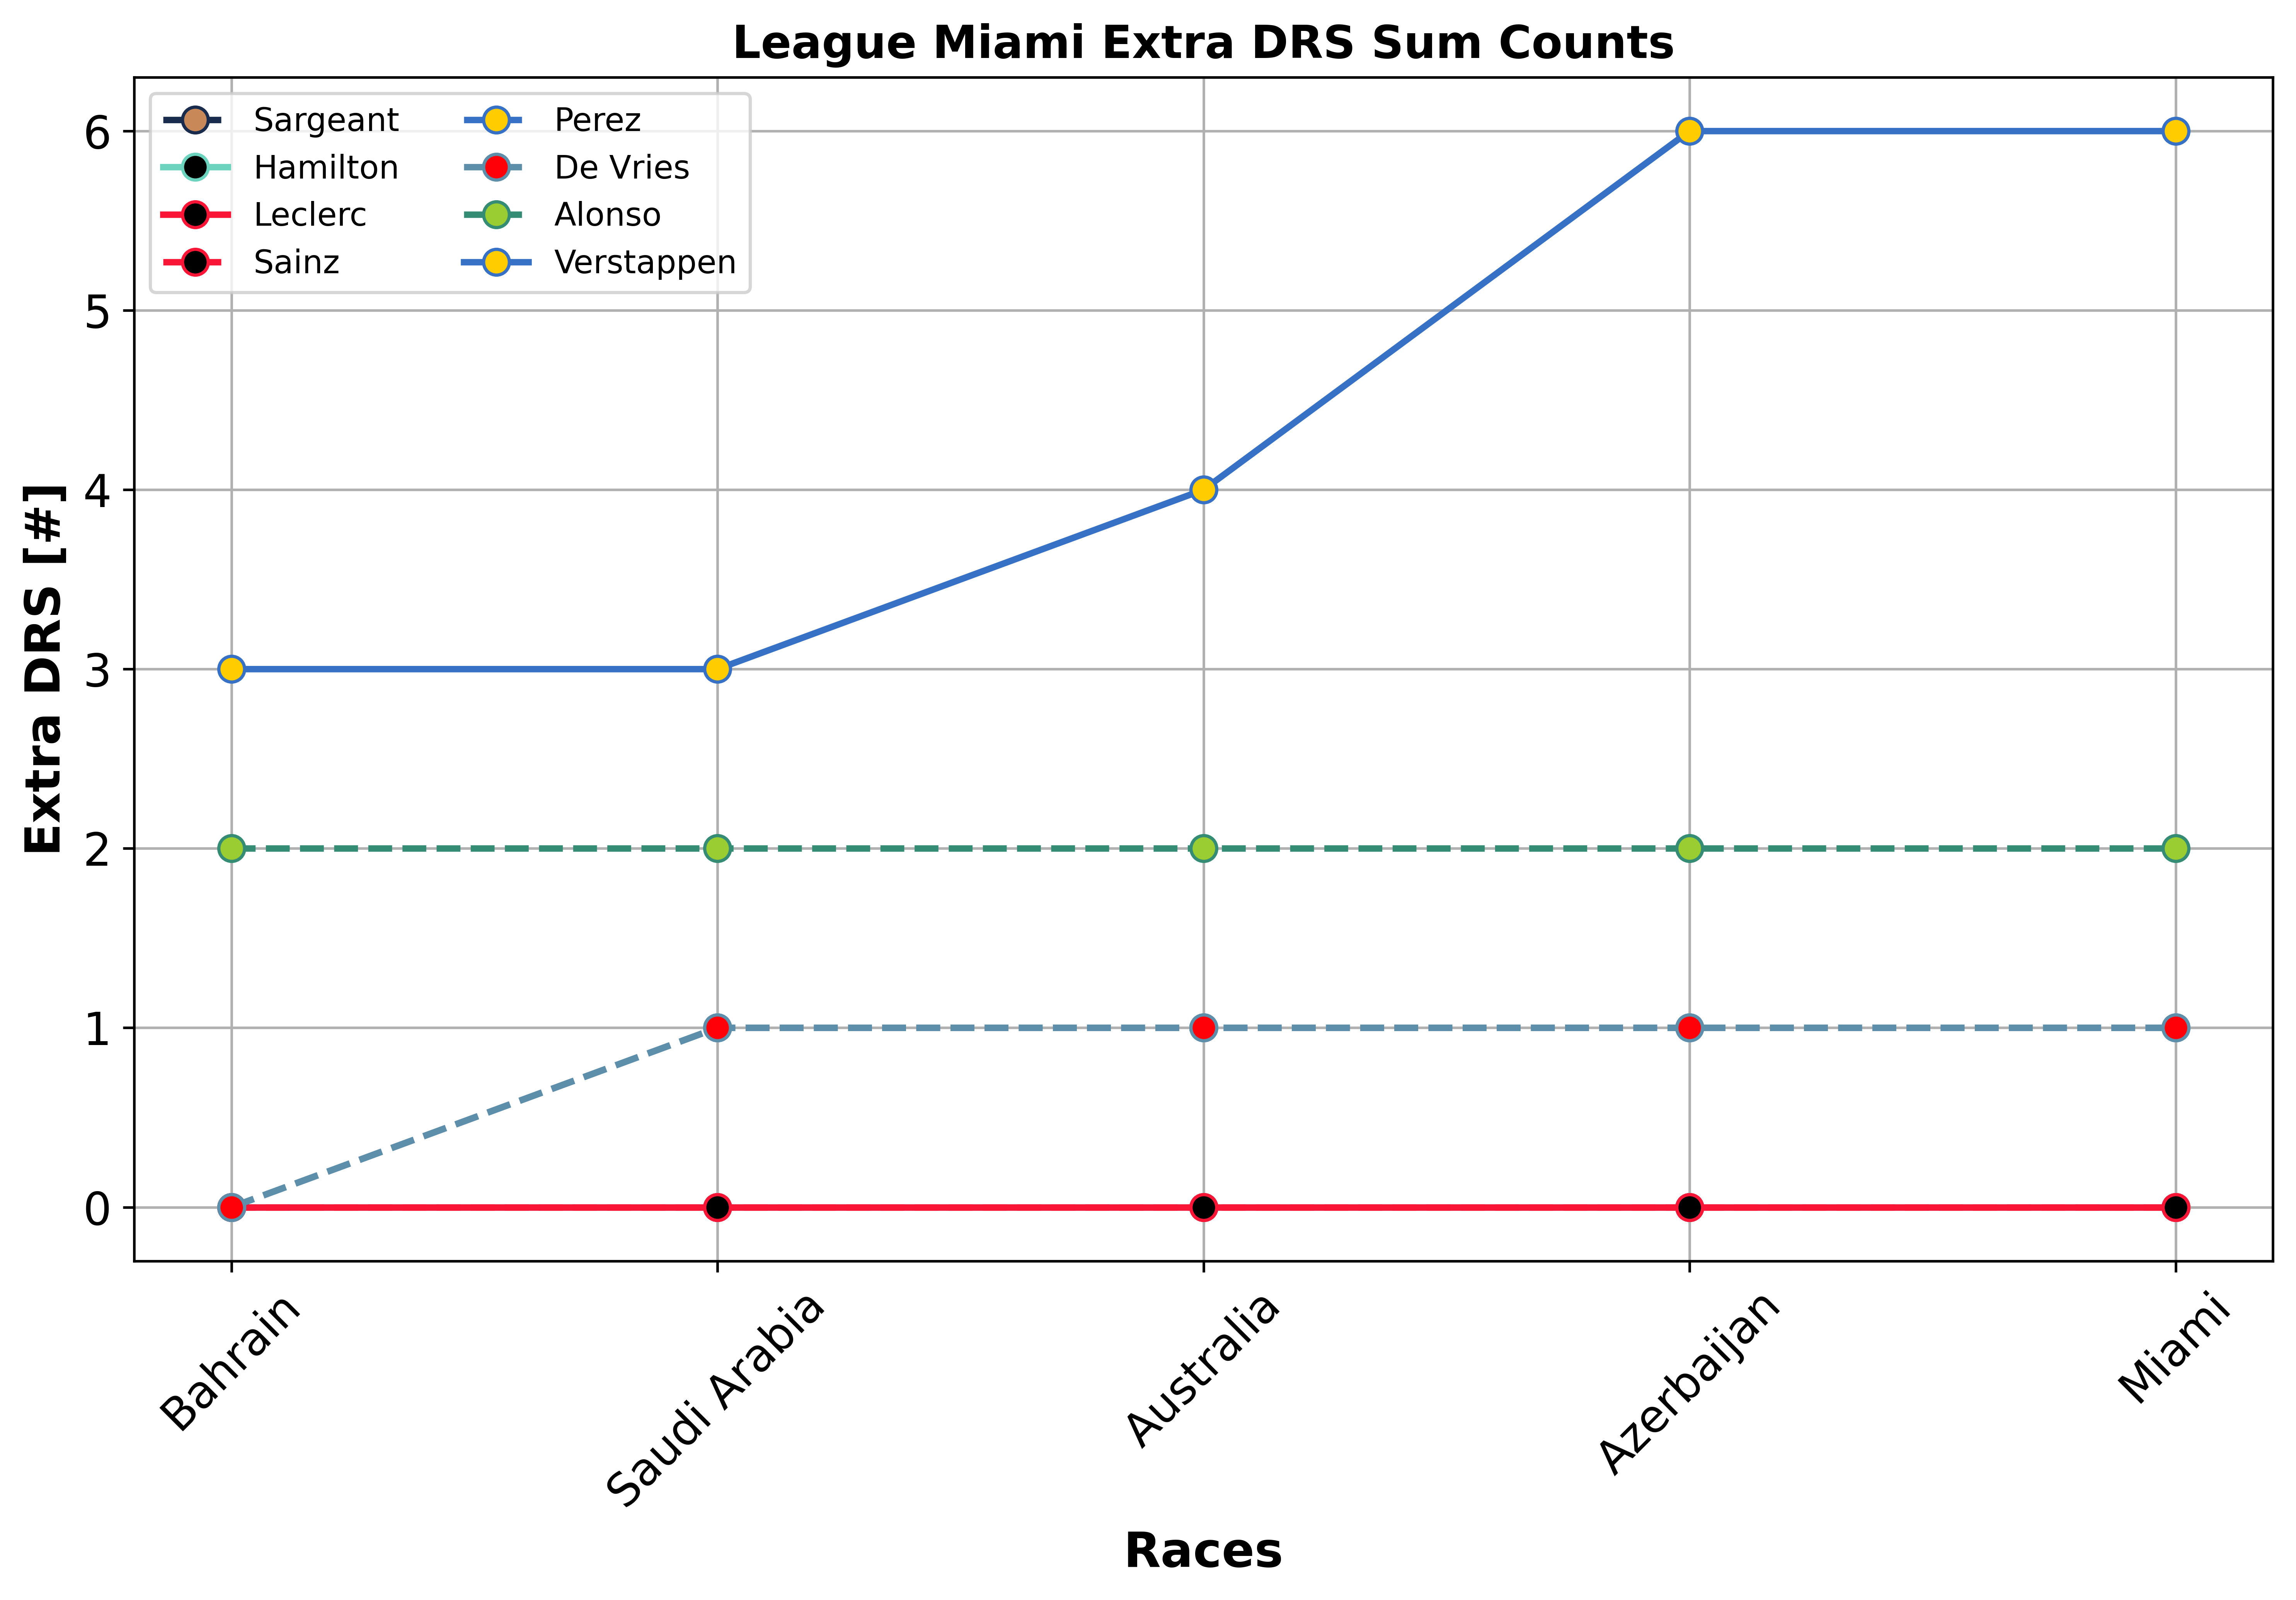 League Miami Extra DRS Sum Counts
Sargeant
Hamilton
Leclerc
Sainz
Perez
De Vries
Alonso
Verstappen
Extra DRS [#]
6
5
4
3
2
1
0
Bahrain
Saudi Arabia
Australia
Azerbaijan
Miami
Races